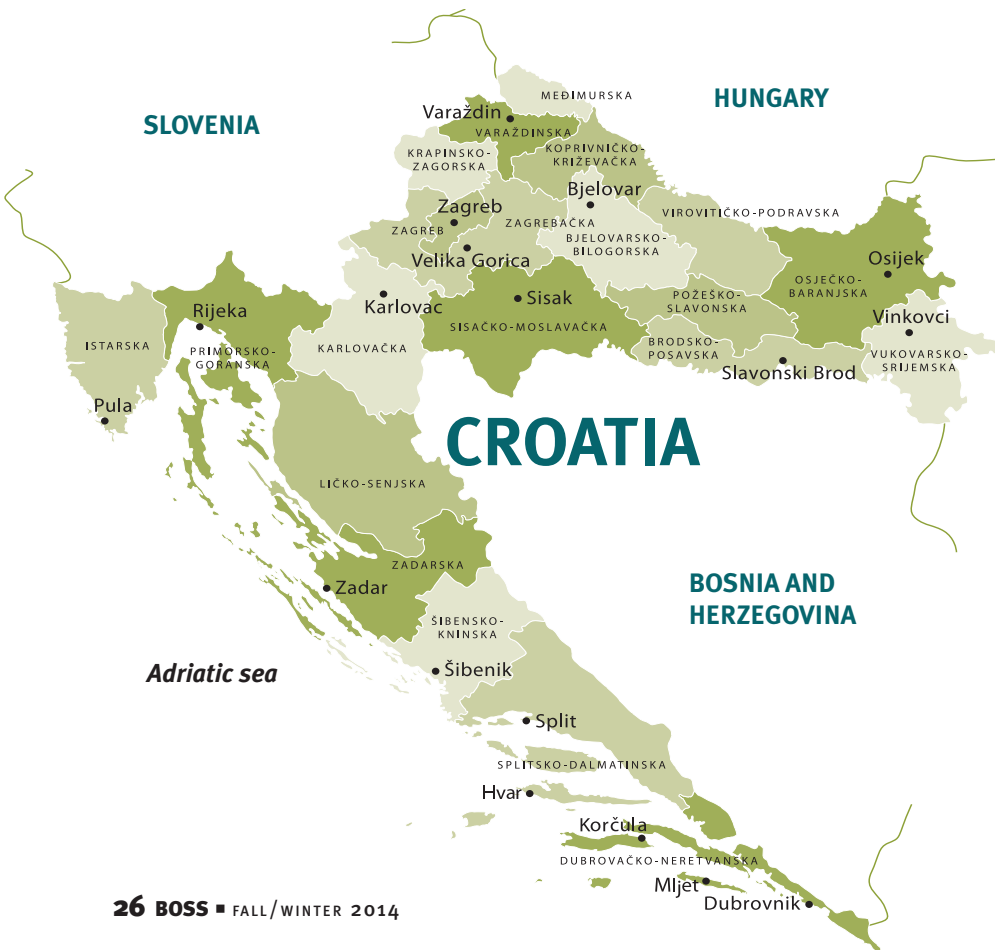 SLOVENIA
HUNGARY
MEĐIMURSKA
Varaždin
VARAŽDINSKA
KRAPINSKO-
ZAGORSKA
KOPRIVNIČKO-
KRIŽEVAČKA
Bjelovar
Zagreb
ZAGREB
ZAGREBAČKA
VIROVITIČKO-PODRAVSKA
BJELOVARSKO-
BILOGORSKA
Velika Gorica
Osijek
OSJEČKO-
BARANJSKA
Rijeka
Karlovac
Sisak
SISAČKO-MOSLAVAČKA
POŽEŠKO-
SLAVONSKA
Vinkovci
ISTARSKA
PRIMORSKO-
GORANSKA
KARLOVAČKA
BRODSKO-
POSAVSKA
Slavonski Brod
VUKOVARSKO-
SRIJEMSKA
Pula
CROATIA
LIČKO-SENJSKA
ZADARSKA
Zadar
BOSNIA AND
HERZEGOVINA
ŠIBENSKO-
KNINSKA
Adriatic sea
Šibenik
Split
SPLITSKO-DALMATINSKA
Hvar
Korčula
DUBROVAČKO-NERETVANSKA
Mljet
Dubrovnik
26 BOSS ■ FALL/WINTER 2014